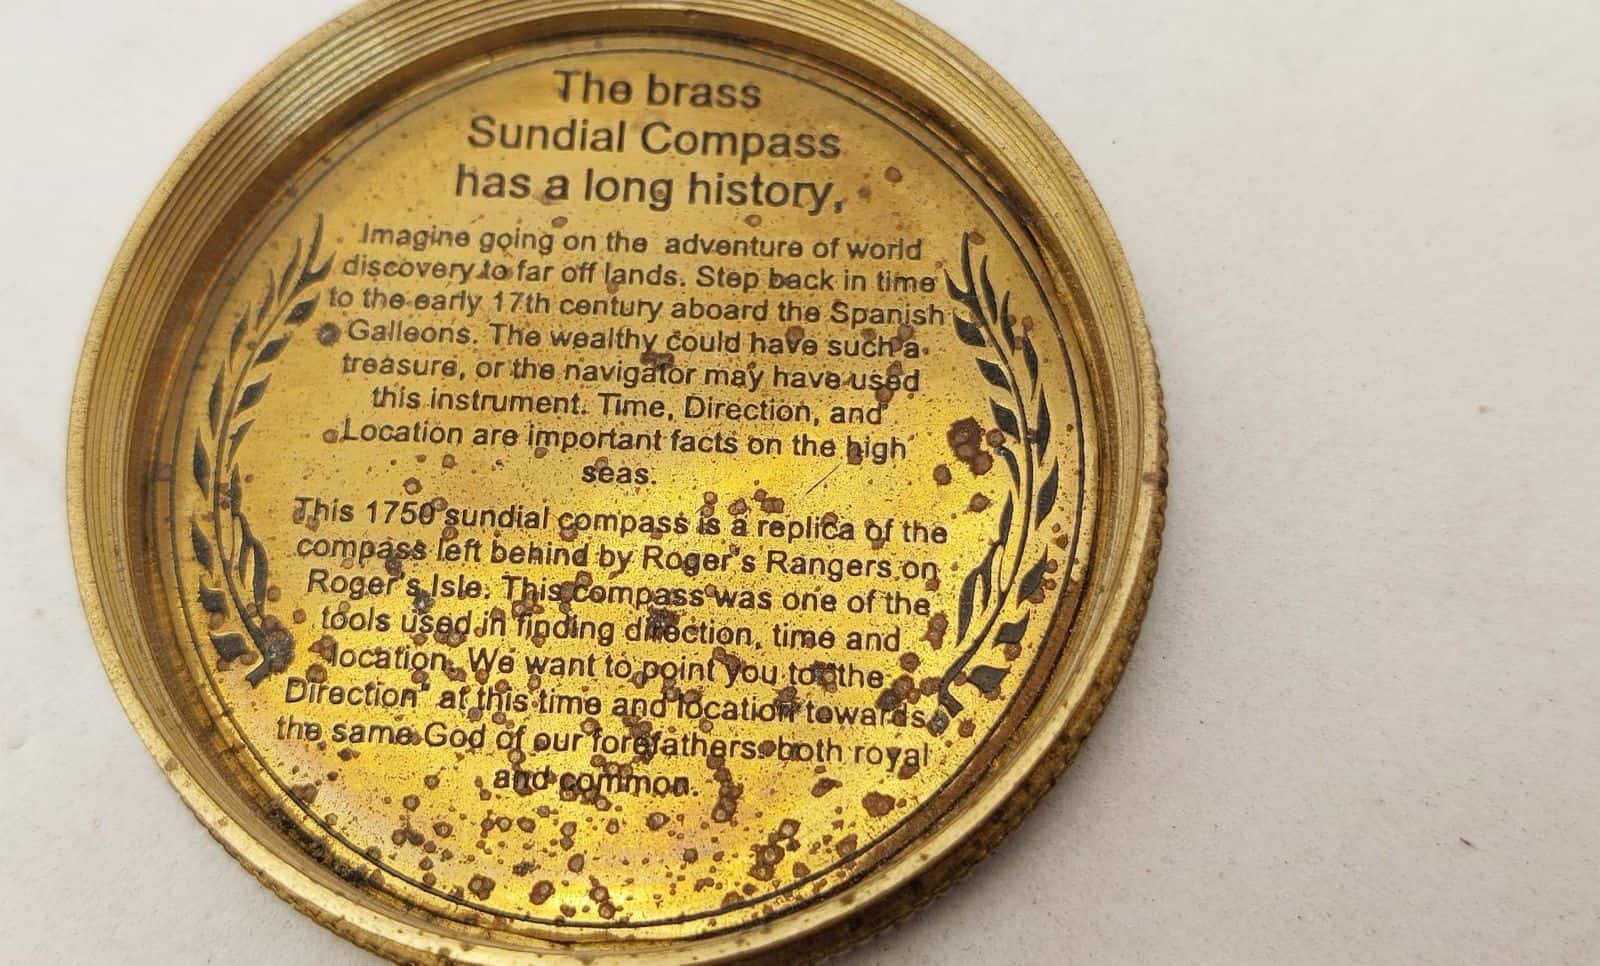 The brass
Sundial Compass
has a long history,
Imagine going on the adventure of world
discovery to far off lands. Step back in time
to the early 17th century aboard the Spanish
Galleons. The wealthy could have such a
treasure, or the navigator may have used
this instrument. Time, Direction, and
Location are important facts on the high
seas.
This 1750 sundial compass is a replica of the
compass left behind by Roger's Rangers on
Roger's Isle. This compass was one of the
tools used in finding direction, time and
location. We want to point you to "the
Direction" at this time and location towards
the same God of our forefathers. both royal
and common.